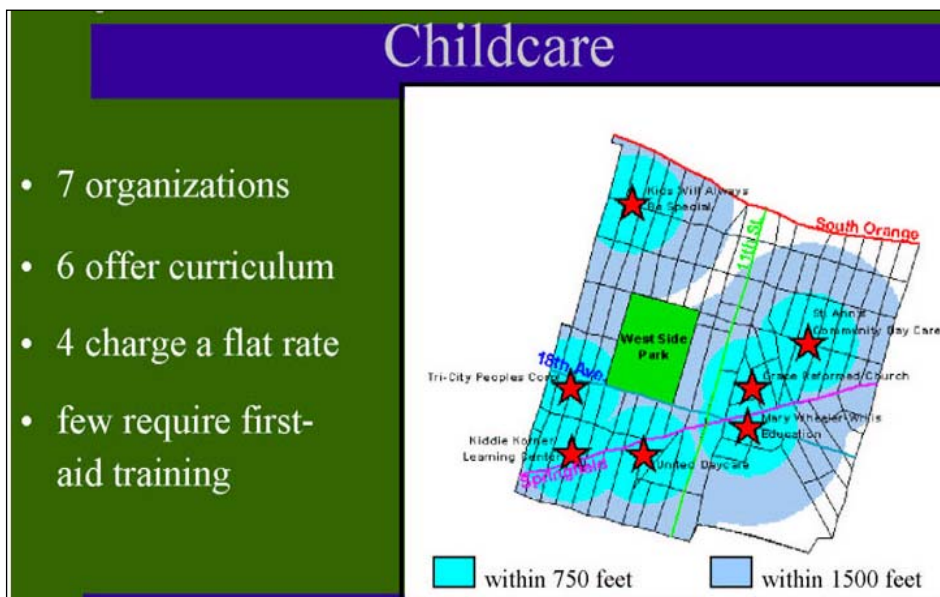 Childcare
• 7 organizations
• 6 offer curriculum
• 4 charge a flat rate
• few require first-
aid training
Kids Will Always
Be Special
South Orange
11th St.
St. Ann's
Community Day Care
West Side
Park
18th Ave.
Tri-City Peoples Corp
Grace Reformed Church
Mary Wheeler-Willis
Education
Kiddie Korner
Learning Center
United Daycare
Springfield
within 750 feet
within 1500 feet